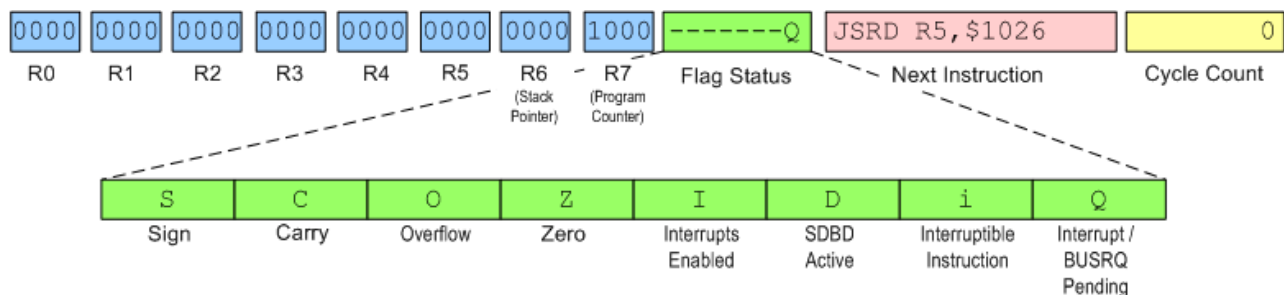 0000 0000 0000 0000 0000 0000 0000 1000 -------Q JSRD R5,$1026 0
R0 R1 R2 R3 R4 R5 R6 R7 Flag Status Next Instruction Cycle Count
(Stack Pointer) (Program Counter)
S C O Z I D i Q
Sign Carry Overflow Zero Interrupts Enabled SDBD Active Interruptible Instruction Interrupt / BUSRQ Pending